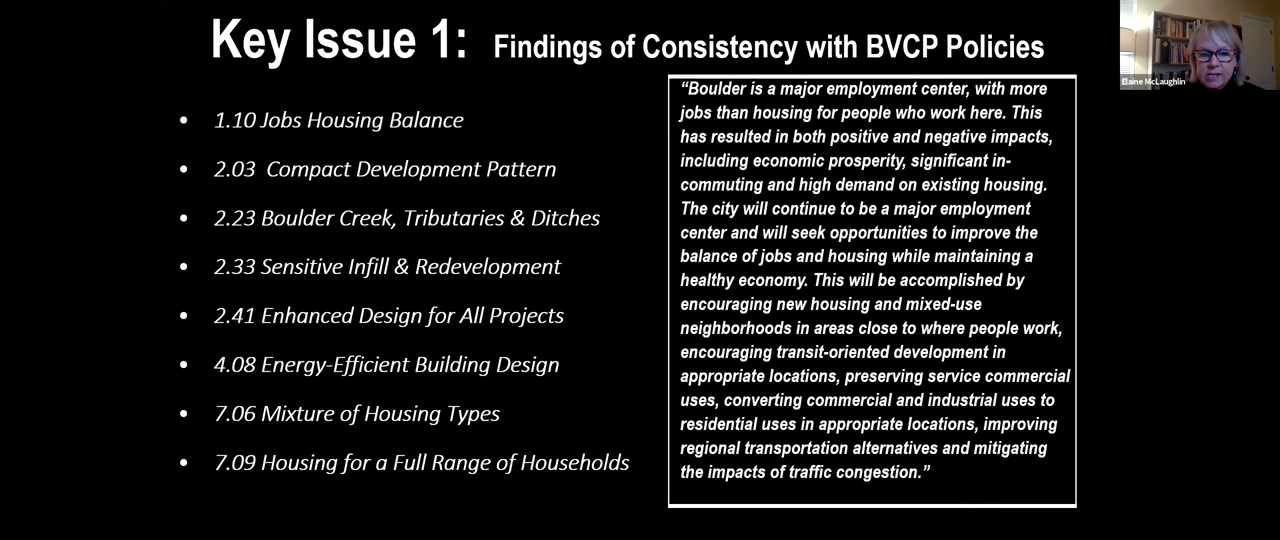 Key Issue 1: Findings of Consistency with BVCP Policies
• 1.10 Jobs Housing Balance
• 2.03 Compact Development Pattern
• 2.23 Boulder Creek, Tributaries & Ditches
• 2.33 Sensitive Infill & Redevelopment
• 2.41 Enhanced Design for All Projects
• 4.08 Energy-Efficient Building Design
• 7.06 Mixture of Housing Types
• 7.09 Housing for a Full Range of Households
“Boulder is a major employment center, with more
jobs than housing for people who work here. This
has resulted in both positive and negative impacts,
including economic prosperity, significant in-
commuting and high demand on existing housing.
The city will continue to be a major employment
center and will seek opportunities to improve the
balance of jobs and housing while maintaining a
healthy economy. This will be accomplished by
encouraging new housing and mixed-use
neighborhoods in areas close to where people work,
encouraging transit-oriented development in
appropriate locations, preserving service commercial
uses, converting commercial and industrial uses to
residential uses in appropriate locations, improving
regional transportation alternatives and mitigating
the impacts of traffic congestion.”
Elaine McLaughlin